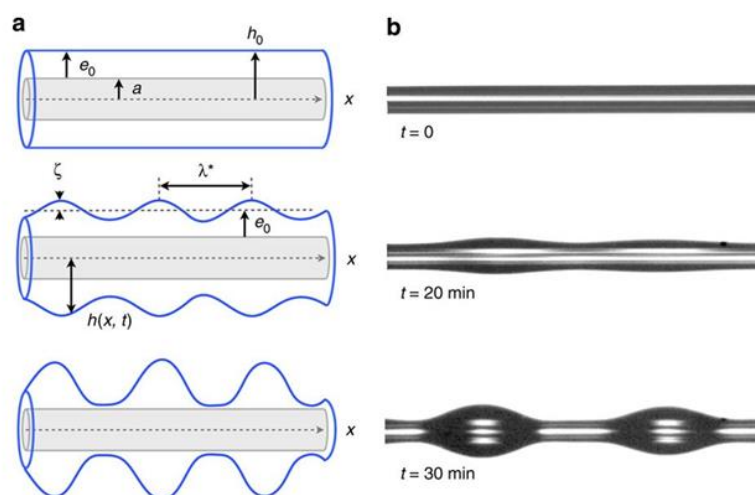 a
h₀
e₀
a
x
ζ
λ*
e₀
x
h(x, t)
x
b
t = 0
t = 20 min
t = 30 min